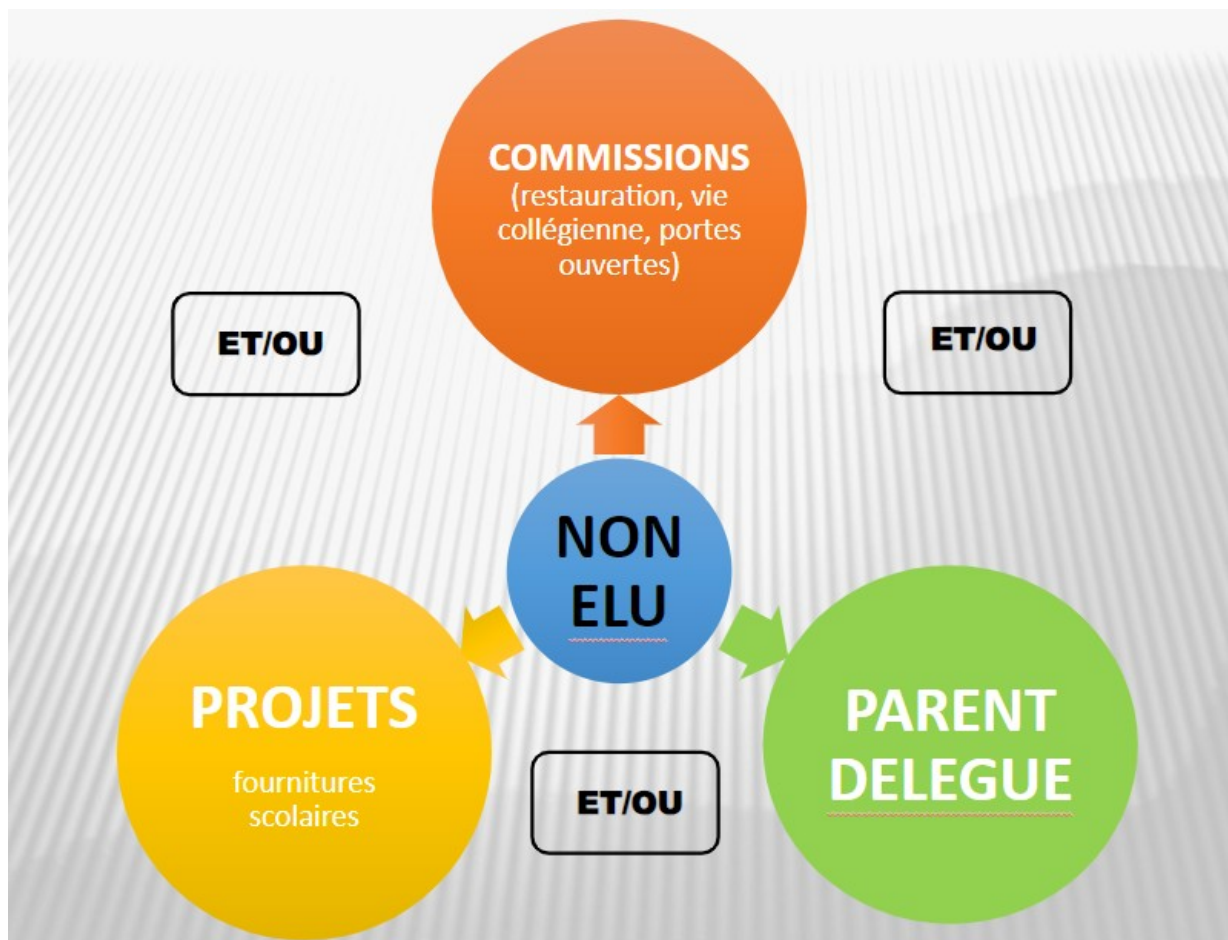 COMMISSIONS
(restauration, vie
collégienne, portes
ouvertes)
ET/OU
ET/OU
NON
ELU
PROJETS
fournitures
scolaires
PARENT
DELEGUE
ET/OU